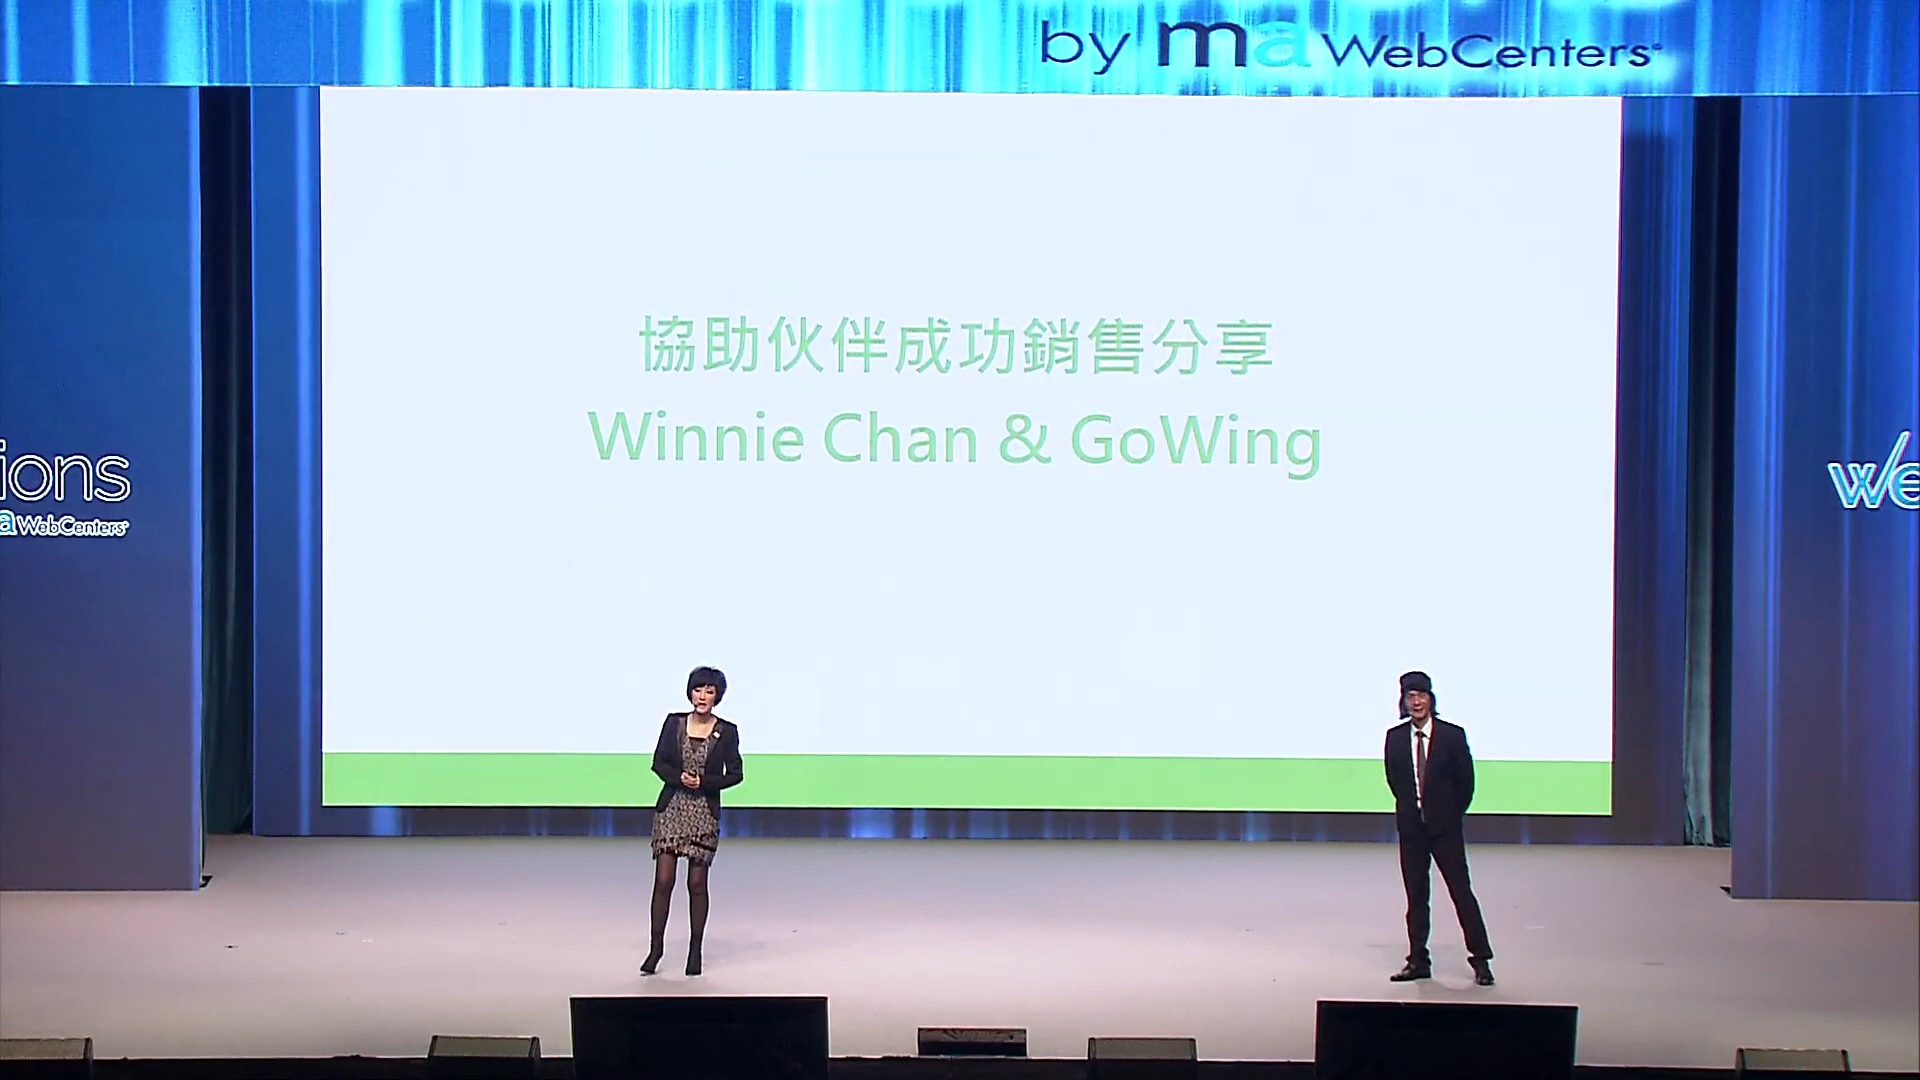 by ma WebCenters
協助伙伴成功銷售分享
Winnie Chan & GoWing
ions
a WebCenters
We